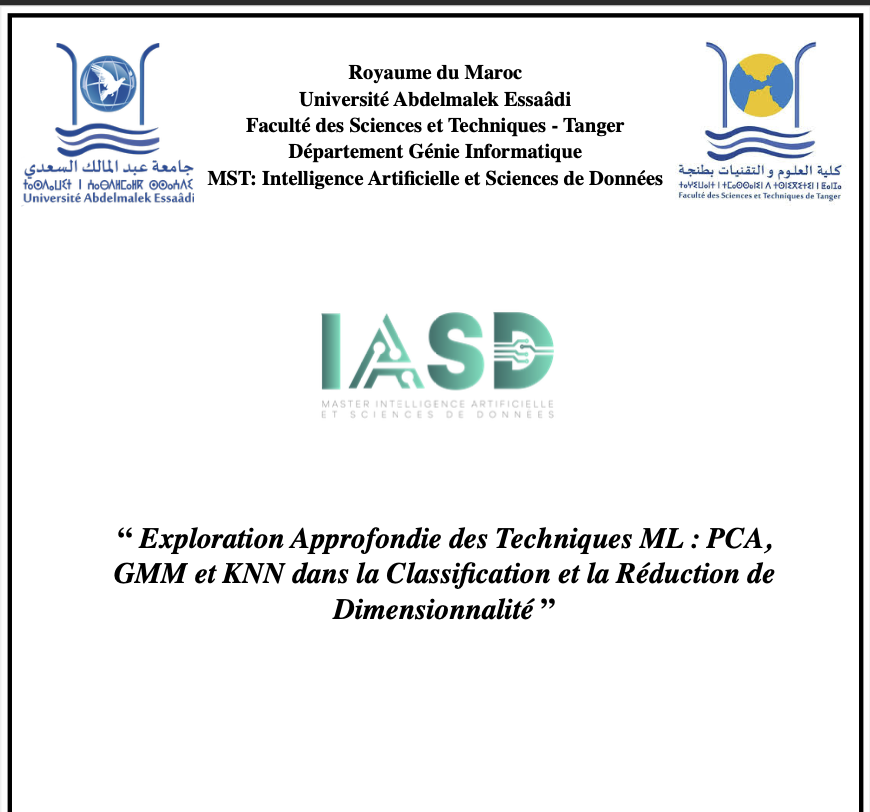 Royaume du Maroc
Université Abdelmalek Essaâdi
Faculté des Sciences et Techniques - Tanger
Département Génie Informatique
MST: Intelligence Artificielle et Sciences de Données
جامعة عبد المالك السعدي
Université Abdelmalek Essaâdi
كلية العلوم و التقنيات بطنجة
Faculté des Sciences et Techniques de Tanger
IASD
MASTER INTELLIGENCE ARTIFICIELLE
ET SCIENCES DE DONNÉES
“ Exploration Approfondie des Techniques ML : PCA,
GMM et KNN dans la Classification et la Réduction de
Dimensionnalité ”